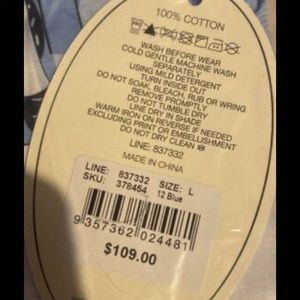 100% COTTON
WASH BEFORE WEAR
COLD GENTLE MACHINE WASH
SEPARATELY
USING MILD DETERGENT
TURN INSIDE OUT
DO NOT SOAK, BLEACH, RUB OR WRING
REMOVE PROMPTLY
DO NOT TUMBLE DRY
LINE DRY IN SHADE
WARM IRON ON REVERSE IF NEEDED
EXCLUDING PRINT OR EMBELLISHMENT
DO NOT DRY CLEAN
LINE: 837332
MADE IN CHINA
LINE: 837332 SIZE: L
SKU: 378454 12 Blue
9 357362 024481
$109.00